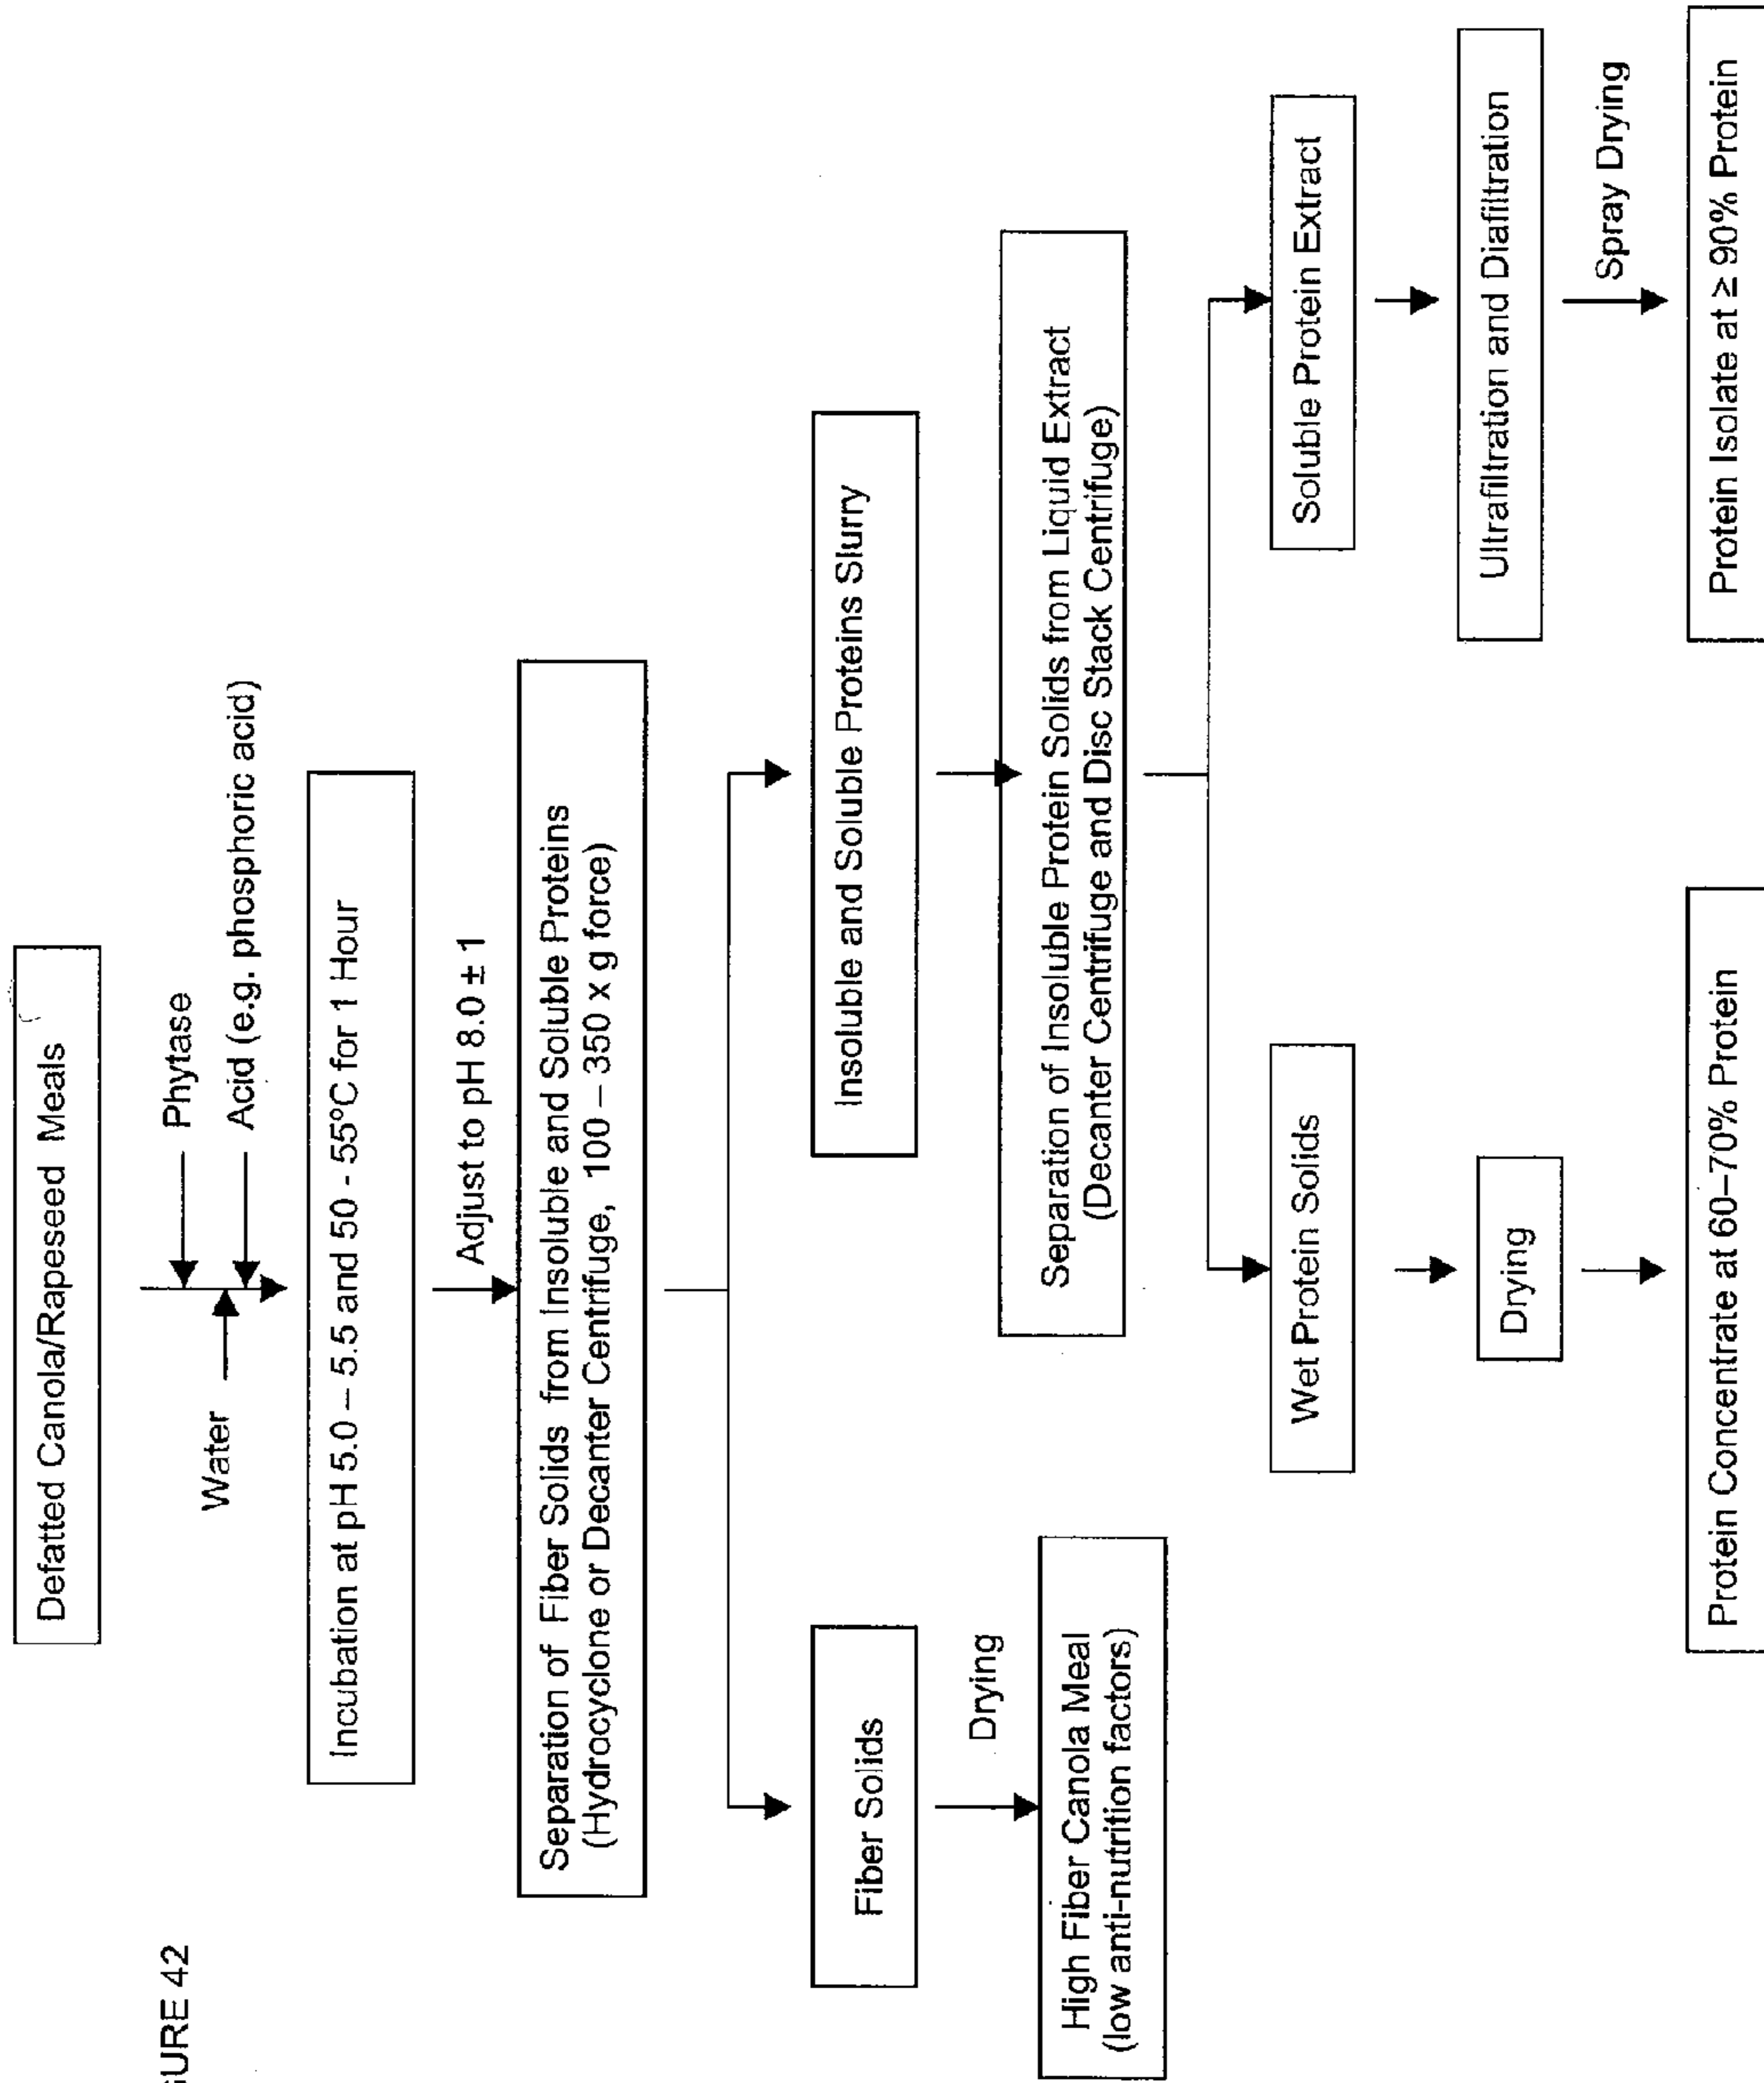 GURE 42
Defatted Canola/Rapeseed Meals
Phytase
Water
Acid (e.g. phosphoric acid)
Incubation at pH 5.0 – 5.5 and 50 - 55°C for 1 Hour
Adjust to pH 8.0 ± 1
Separation of Fiber Solids from Insoluble and Soluble Proteins
(Hydrocyclone or Decanter Centrifuge, 100 – 350 x g force)
Fiber Solids
Insoluble and Soluble Proteins Slurry
Drying
High Fiber Canola Meal
(low anti-nutrition factors)
Separation of Insoluble Protein Solids from Liquid Extract
(Decanter Centrifuge and Disc Stack Centrifuge)
Wet Protein Solids
Soluble Protein Extract
Drying
Ultrafiltration and Diafiltration
Spray Drying
Protein Concentrate at 60–70% Protein
Protein Isolate at ≥ 90% Protein